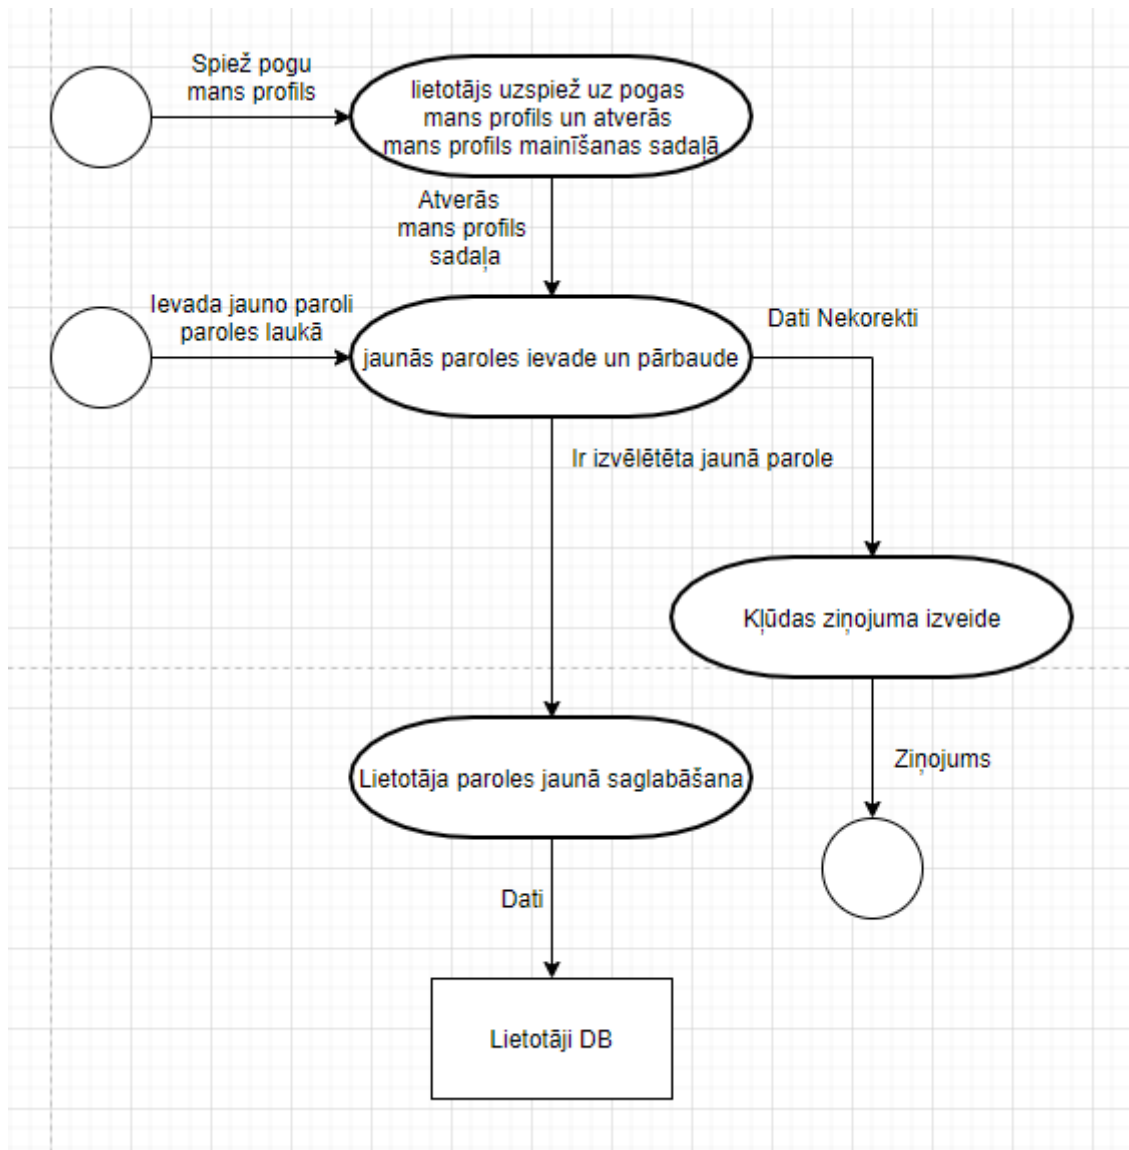 Spiež pogu
mans profils
lietotājs uzspiež uz pogas
mans profils un atverās
mans profils mainīšanas sadaļā
Atverās
mans profils
sadaļa
Ievada jauno paroli
paroles laukā
jaunās paroles ievade un pārbaude
Dati Nekorekti
Ir izvēlētēta jaunā parole
Kļūdas ziņojuma izveide
Lietotāja paroles jaunā saglabāšana
Ziņojums
Dati
Lietotāji DB